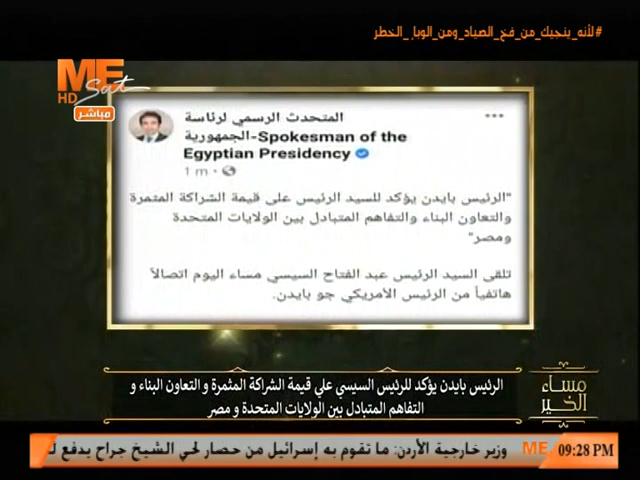 #لأنه_ينجيك_من_فخ_الصياد_ومن_الوبا_الخطر
ME
Sat
HD
مباشر
المتحدث الرسمي لرئاسة
الجمهورية-Spokesman of the
Egyptian Presidency
1 m
"الرئيس بايدن يؤكد للسيد الرئيس على قيمة الشراكة المثمرة
والتعاون البناء والتفاهم المتبادل بين الولايات المتحدة
ومصر"
تلقى السيد الرئيس عبد الفتاح السيسي مساء اليوم اتصالاً
هاتفياً من الرئيس الأمريكي جو بايدن.
الرئيس بايدن يؤكد للرئيس السيسي علي قيمة الشراكة المثمرة و التعاون البناء و
التفاهم المتبادل بين الولايات المتحدة و مصر
مساء
الخير
وزير خارجية الأردن: ما تقوم به إسرائيل من حصار لحي الشيخ جراح يدفع
ME
09:28 PM